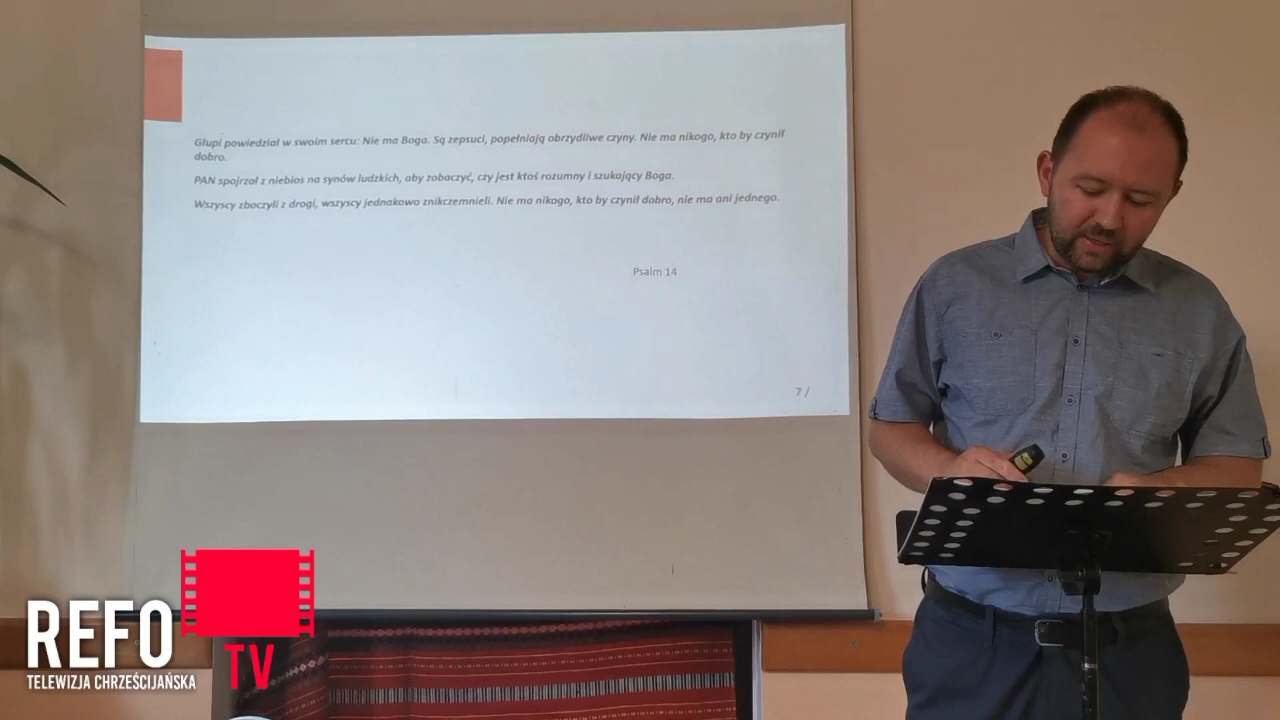 Głupi powiedział w swoim sercu: Nie ma Boga. Są zepsuci, popełniają obrzydliwe czyny. Nie ma nikogo, kto by czynił
dobro.
PAN spojrzał z niebios na synów ludzkich, aby zobaczyć, czy jest ktoś rozumny i szukający Boga.
Wszyscy zboczyli z drogi, wszyscy jednakowo znikczemnieli. Nie ma nikogo, kto by czynił dobro, nie ma ani jednego.
Psalm 14
7 /
REFO
TV
TELEWIZJA CHRZEŚCIJAŃSKA